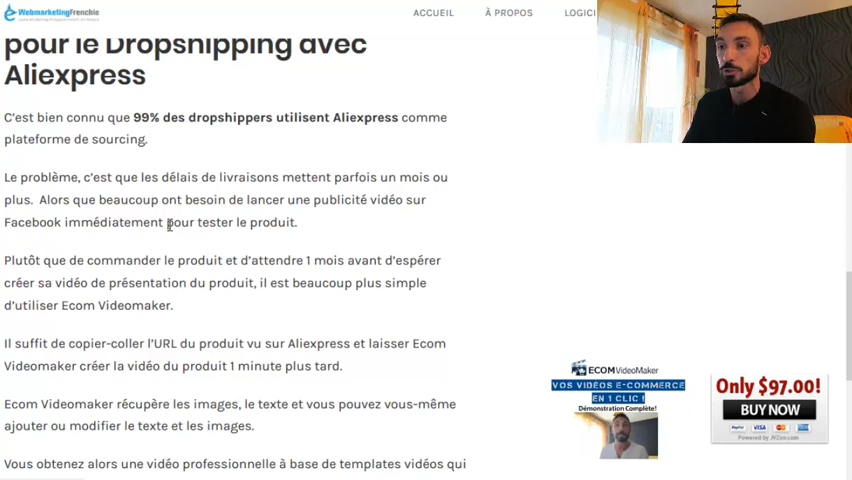 WebmarketingFrenchie
ACCUEIL
À PROPOS
LOGICI
pour le Dropshipping avec
Aliexpress
C'est bien connu que 99% des dropshippers utilisent Aliexpress comme
plateforme de sourcing.
Le problème, c'est que les délais de livraisons mettent parfois un mois ou
plus. Alors que beaucoup ont besoin de lancer une publicité vidéo sur
Facebook immédiatement pour tester le produit.
Plutôt que de commander le produit et d'attendre 1 mois avant d'espérer
créer sa vidéo de présentation du produit, il est beaucoup plus simple
d'utiliser Ecom Videomaker.
Il suffit de copier-coller l'URL du produit vu sur Aliexpress et laisser Ecom
Videomaker créer la vidéo du produit 1 minute plus tard.
Ecom Videomaker récupère les images, le texte et vous pouvez vous-même
ajouter ou modifier le texte et les images.
Vous obtenez alors une vidéo professionnelle à base de templates vidéos qui
ECOMVideoMaker
VOS VIDÉOS E-COMMERCE
EN 1 CLIC !
Démonstration Complète!
Only $97.00!
BUY NOW
PayPal VISA
Powered by JVZoo.com